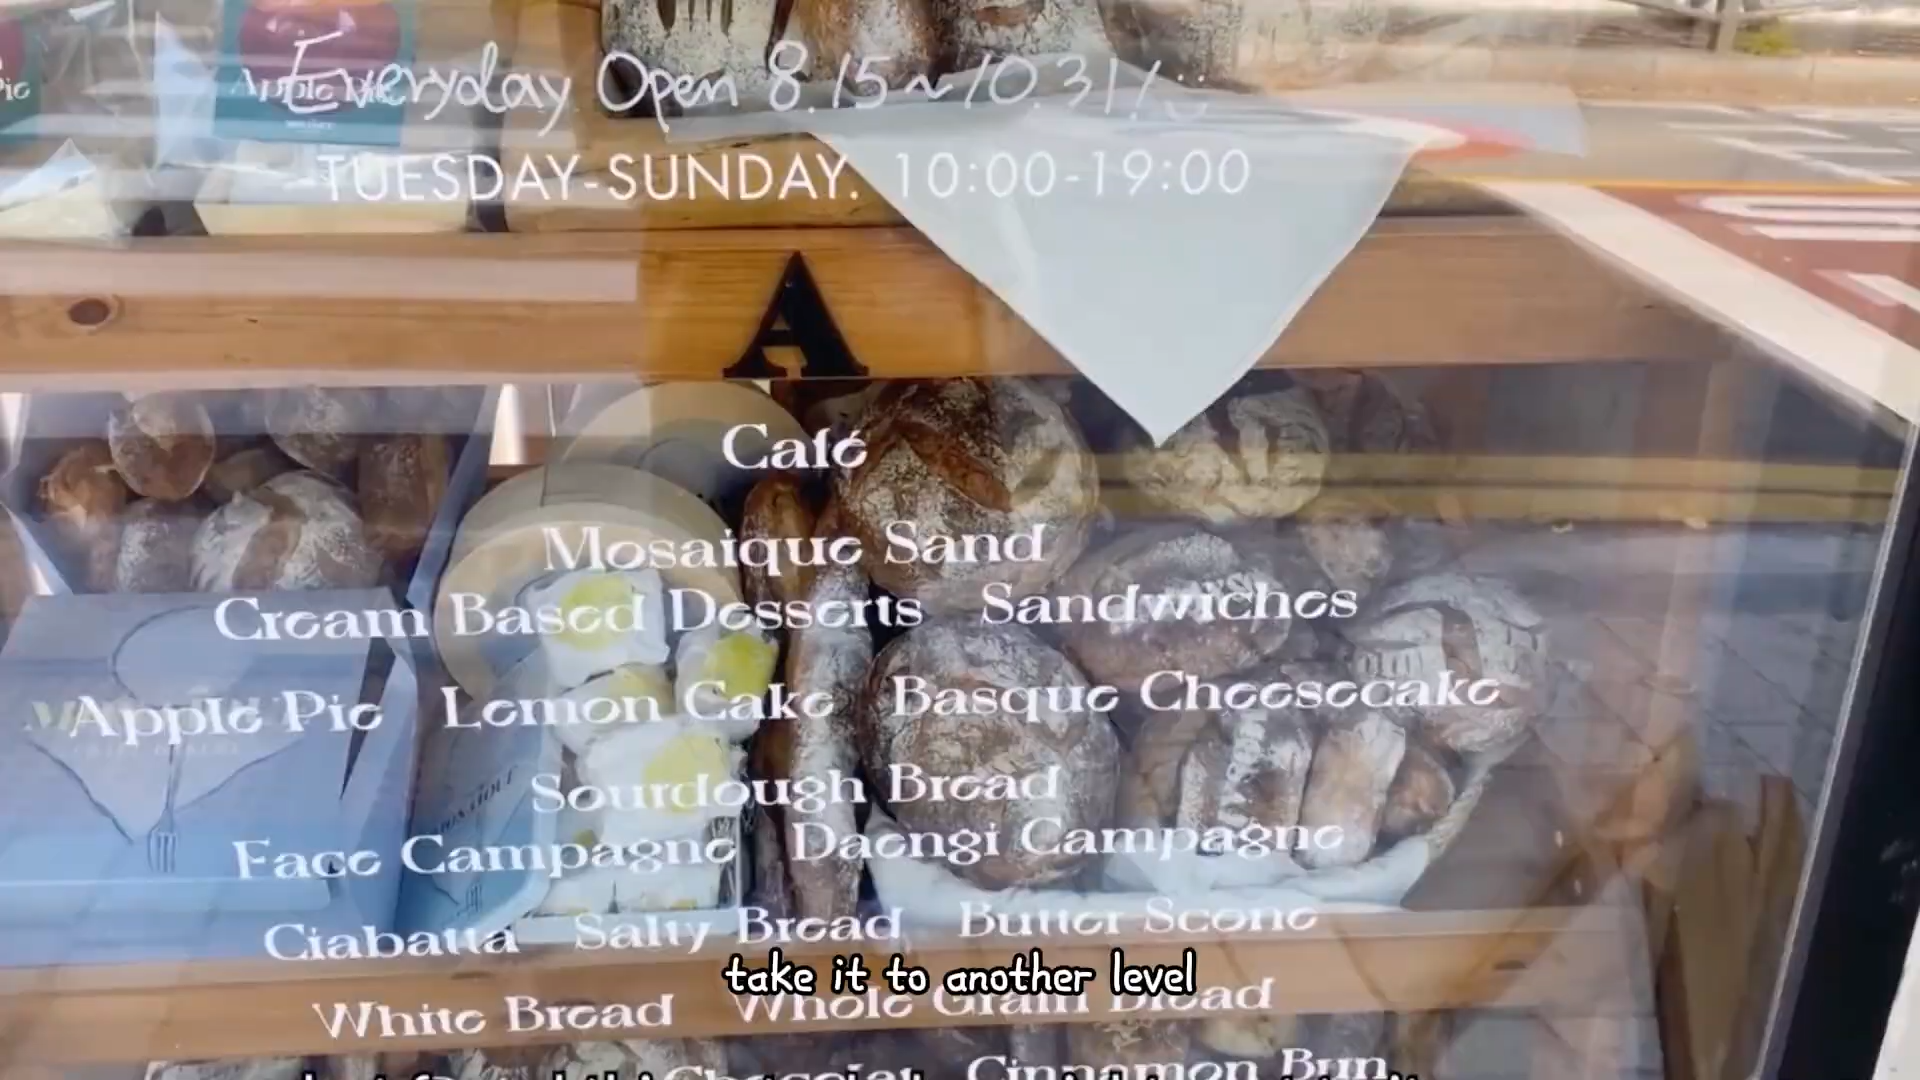 Everyday Open 8.15~10.31! :)
Apple Pie
TUESDAY-SUNDAY. 10:00-19:00
A
Café
Mosaique Sand
Cream Based Desserts Sandwiches
Apple Pie Lemon Cake Basque Cheesecake
Sourdough Bread
Face Campagne Daengi Campagne
Ciabatta Salty Bread Butter Scone
take it to another level
White Bread Whole Grain Bread
Cinnamon Bun